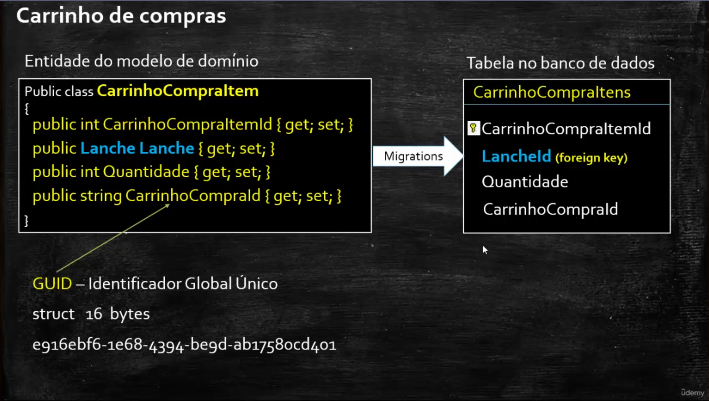 Carrinho de compras
Entidade do modelo de domínio
Public class CarrinhoCompraItem
{
public int CarrinhoCompraItemId { get; set; }
public Lanche Lanche { get; set; }
public int Quantidade { get; set; }
public string CarrinhoCompraId { get; set; }
}
Migrations
Tabela no banco de dados
CarrinhoCompraItens
CarrinhoCompraItemId
LancheId (foreign key)
Quantidade
CarrinhoCompraId
GUID – Identificador Global Único
struct 16 bytes
e916ebf6-1e68-4394-be9d-ab17580cd401
ûdemy